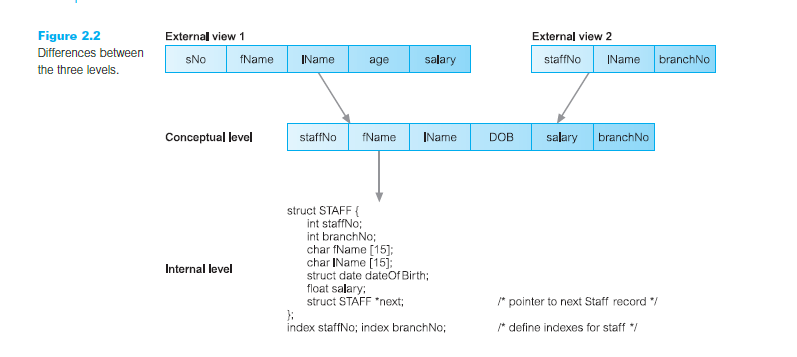 Figure 2.2
Differences between
the three levels.
External view 1
External view 2
sNo fName lName age salary
staffNo lName branchNo
Conceptual level
staffNo fName lName DOB salary branchNo
Internal level
struct STAFF {
int staffNo;
int branchNo;
char fName [15];
char lName [15];
struct date dateOfBirth;
float salary;
struct STAFF *next; /* pointer to next Staff record */
};
index staffNo; index branchNo; /* define indexes for staff */